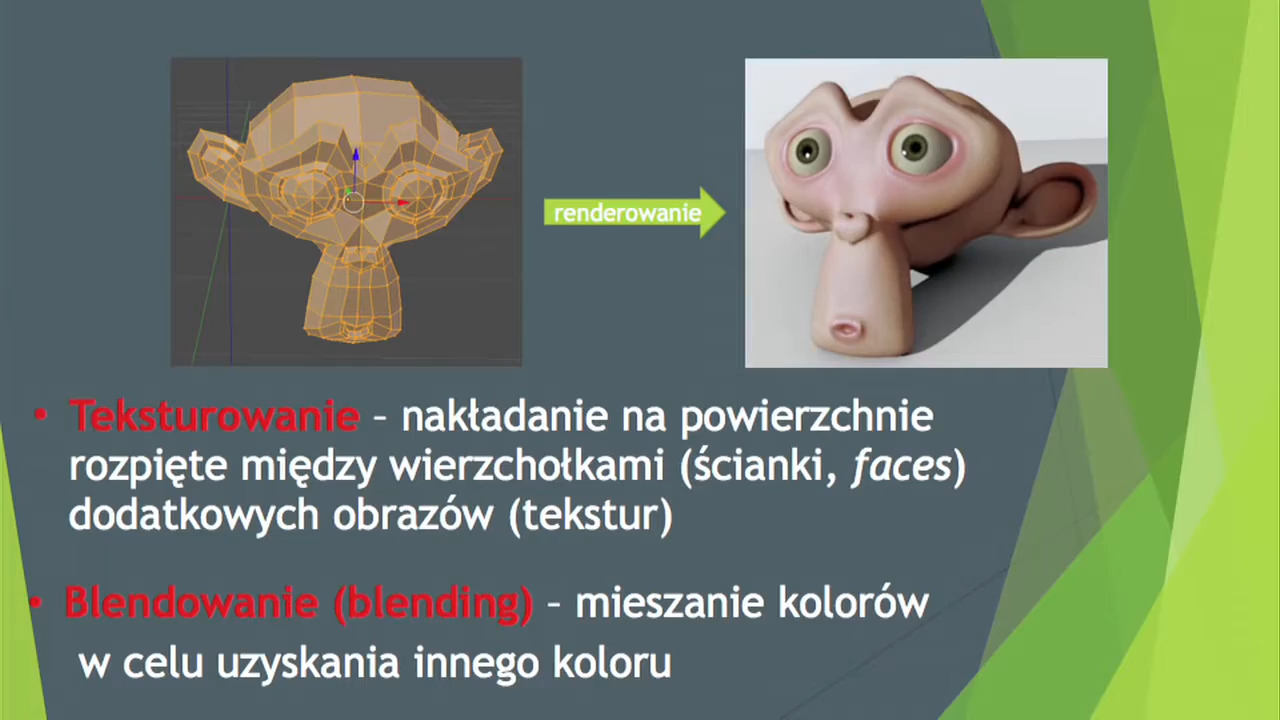 renderowanie
• Teksturowanie – nakładanie na powierzchnie
rozpięte między wierzchołkami (ścianki, faces)
dodatkowych obrazów (tekstur)
• Blendowanie (blending) – mieszanie kolorów
w celu uzyskania innego koloru